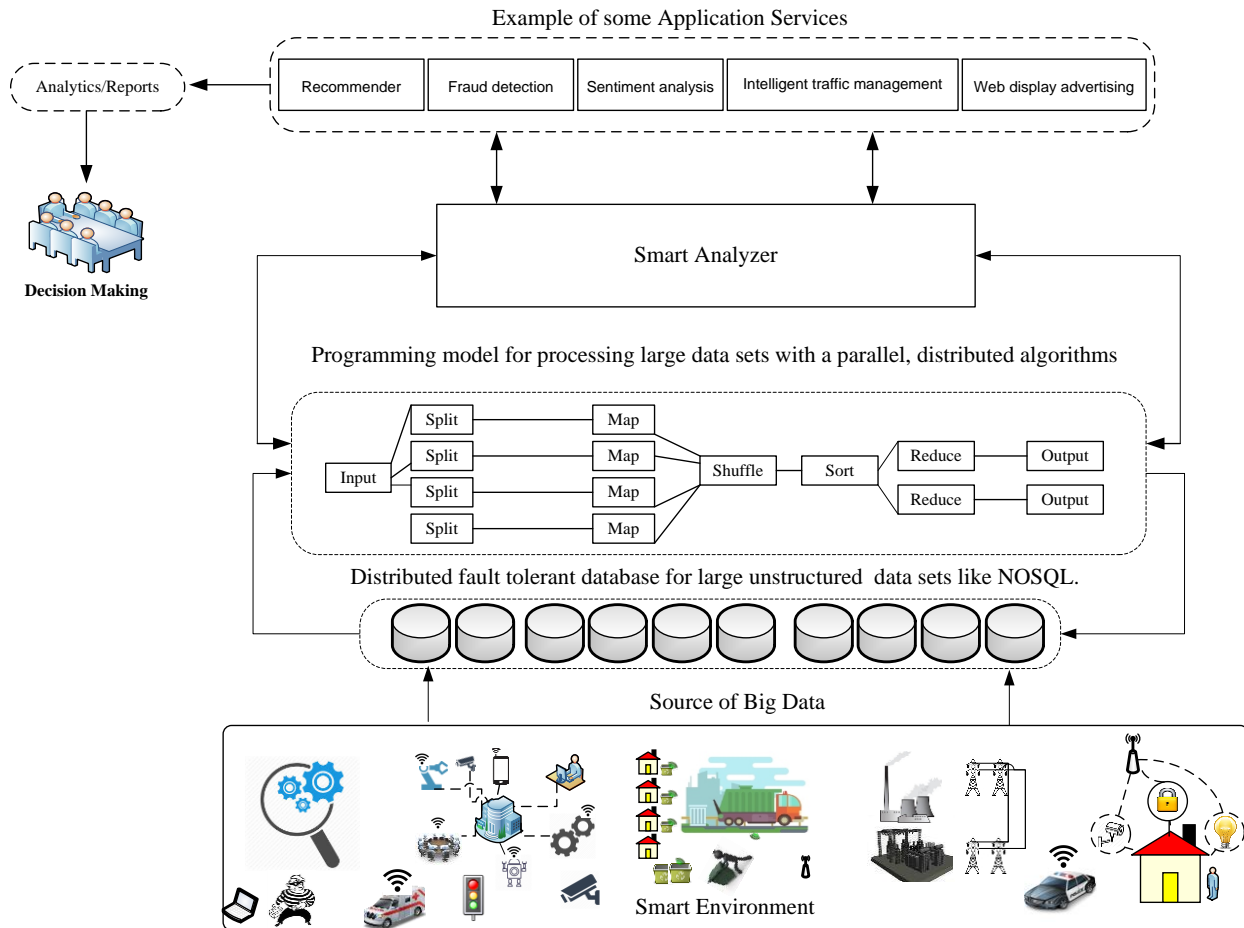 Example of some Application Services
Analytics/Reports
Recommender
Fraud detection
Sentiment analysis
Intelligent traffic management
Web display advertising
Smart Analyzer
Decision Making
Programming model for processing large data sets with a parallel, distributed algorithms
Split
Map
Split
Map
Reduce
Output
Input
Shuffle
Sort
Split
Map
Reduce
Output
Split
Map
Distributed fault tolerant database for large unstructured data sets like NOSQL.
Source of Big Data
Smart Environment